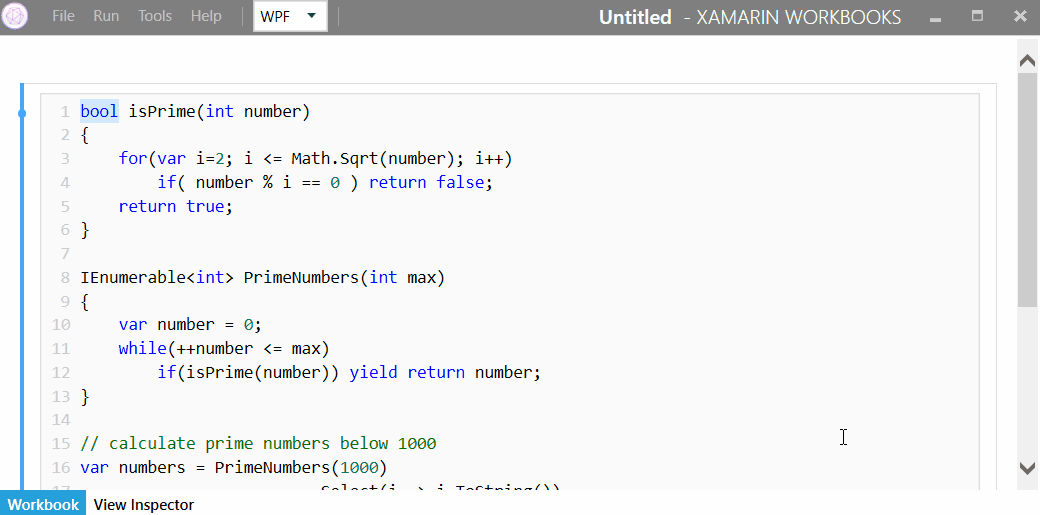 File Run Tools Help WPF Untitled - XAMARIN WORKBOOKS
1 bool isPrime(int number)
2 {
3 for(var i=2; i <= Math.Sqrt(number); i++)
4 if( number % i == 0 ) return false;
5 return true;
6 }
7
8 IEnumerable<int> PrimeNumbers(int max)
9 {
10 var number = 0;
11 while(++number <= max)
12 if(isPrime(number)) yield return number;
13 }
14
15 // calculate prime numbers below 1000
16 var numbers = PrimeNumbers(1000)
17 .Select(i => i.ToString())
Workbook View Inspector